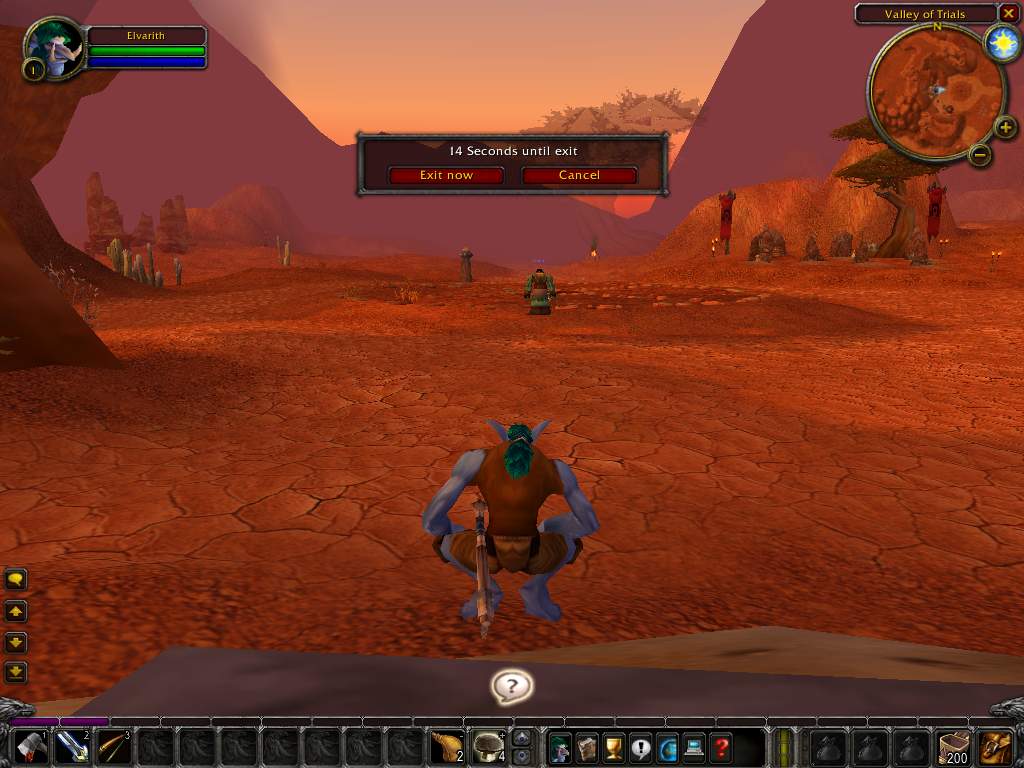 Elvarith
1
Valley of Trials
N
14 Seconds until exit
Exit now
Cancel
?
2
1
3
2
4
?
200